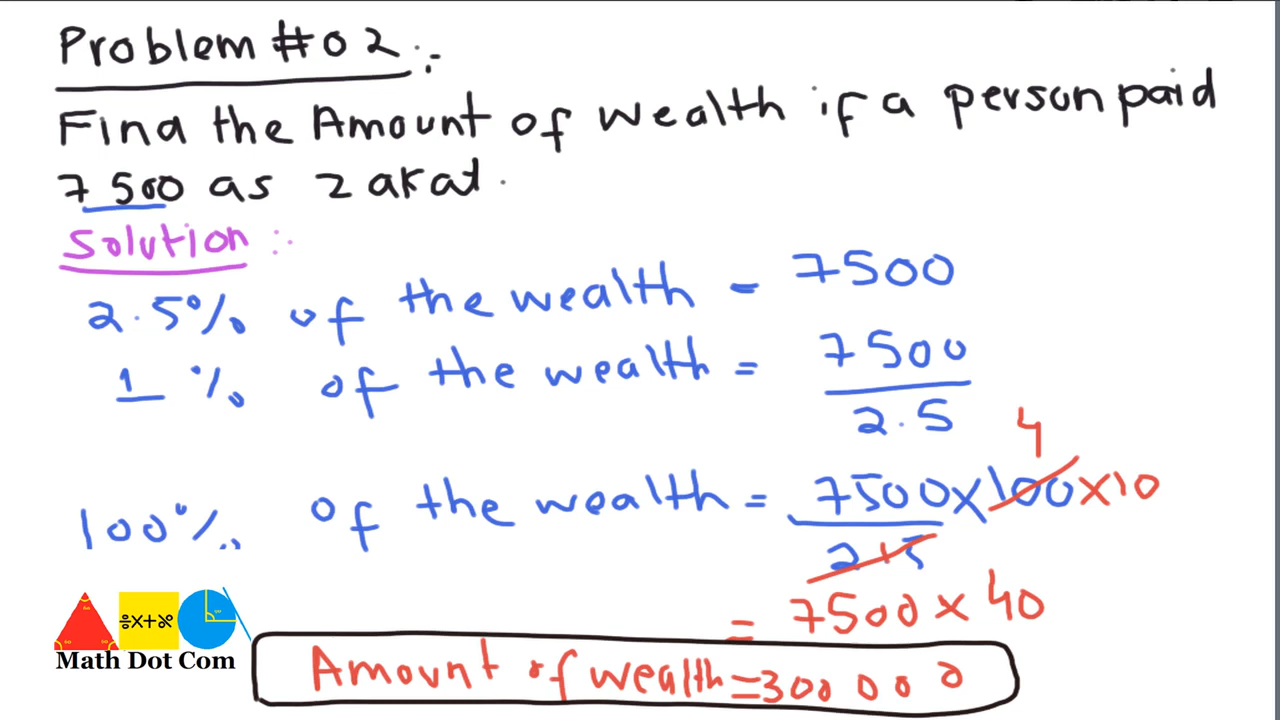 Problem #02 :-
Find the Amount of wealth if a person paid
7500 as zakat.
Solution :-
2.5% of the wealth = 7500
1 % of the wealth = 7500
2.5
4
100% of the wealth = 7500×100×10
2.5
= 7500 × 40
÷×+%
Math Dot Com
Amount of wealth = 300000